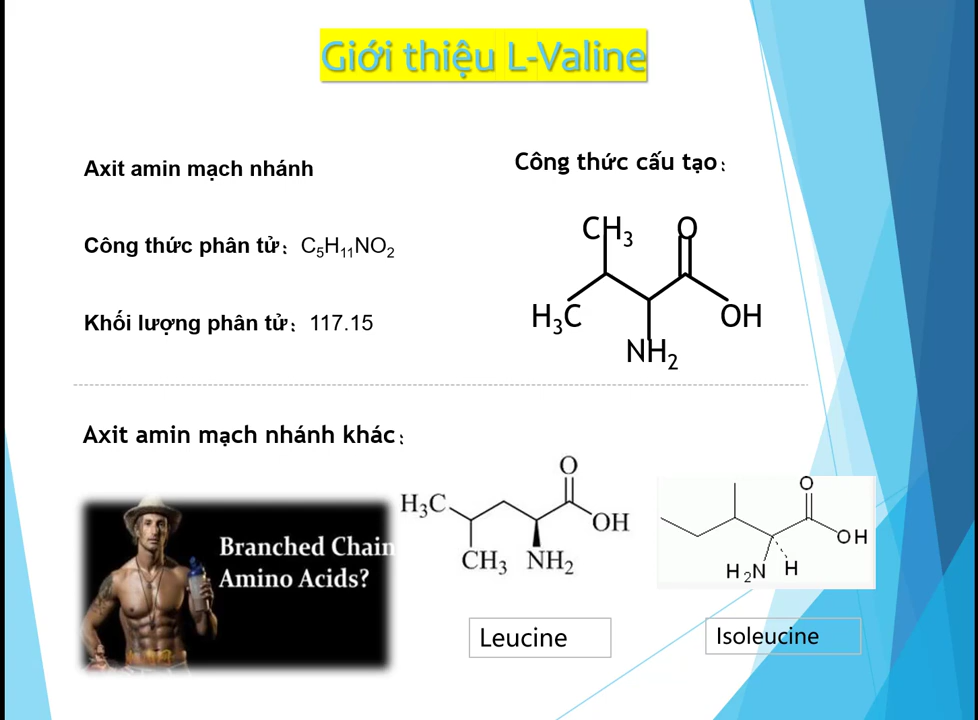 Giới thiệu L-Valine
Axit amin mạch nhánh
Công thức phân tử： C₅H₁₁NO₂
Khối lượng phân tử： 117.15
Công thức cấu tạo：
CH₃
O
H₃C
OH
NH₂
Axit amin mạch nhánh khác：
Branched Chain
Amino Acids?
O
H₃C
OH
CH₃ NH₂
Leucine
O
OH
H₂N H
Isoleucine